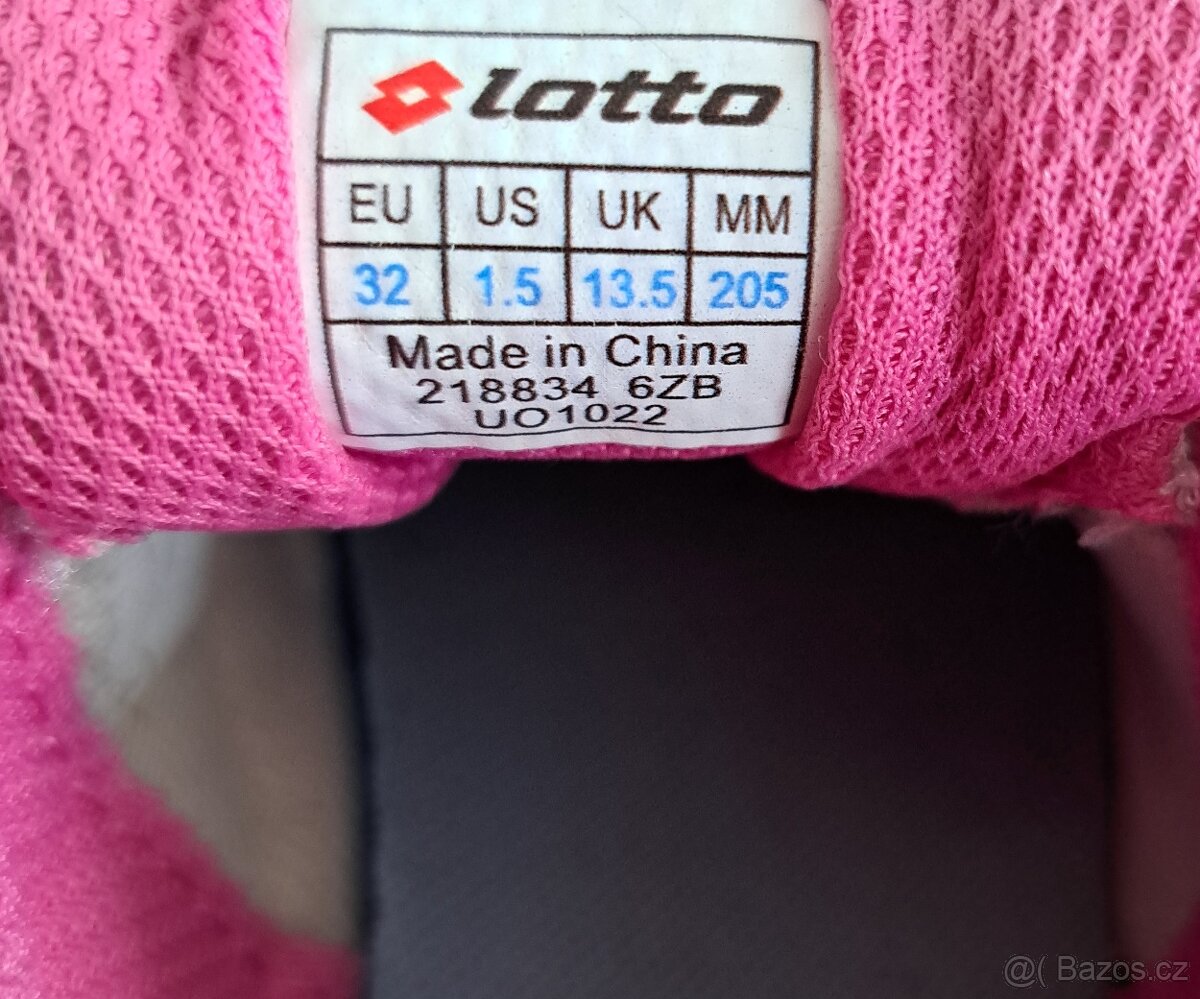 lotto
EU US UK MM
32 1.5 13.5 205
Made in China
218834 6ZB
UO1022
@( Bazos.cz